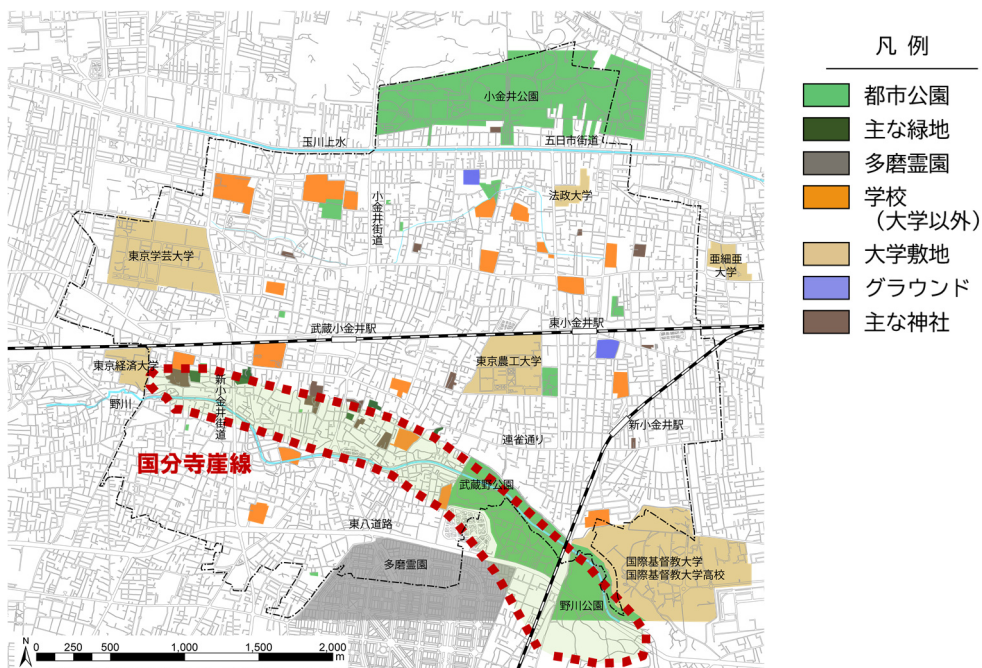 小金井公園
玉川上水
五日市街道
小金井街道
法政大学
東京学芸大学
亜細亜
大学
武蔵小金井駅
東小金井駅
東京経済大学
東京農工大学
野川
新小金井街道
連雀通り
新小金井駅
国分寺崖線
武蔵野公園
東八道路
多磨霊園
国際基督教大学
国際基督教大学高校
野川公園
N
0 250 500 1,000 1,500 2,000
m
凡 例
都市公園
主な緑地
多磨霊園
学校
(大学以外)
大学敷地
グラウンド
主な神社